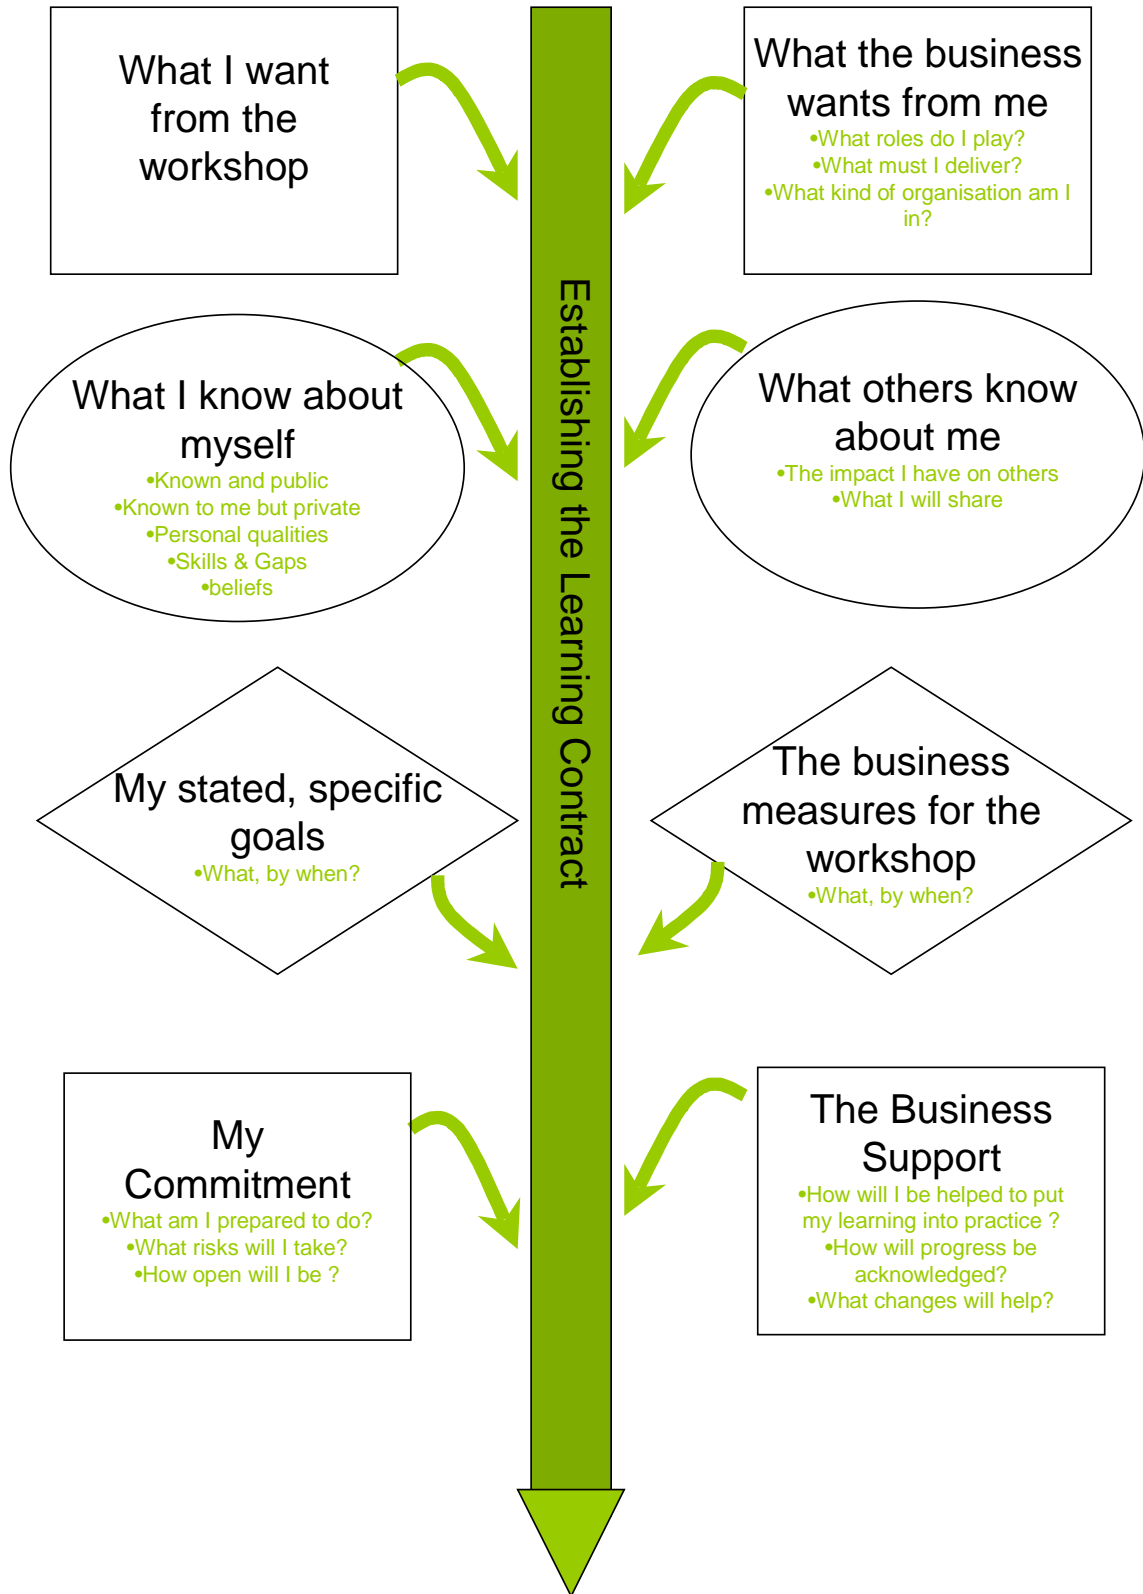 What I want
from the
workshop
What the business
wants from me
•What roles do I play?
•What must I deliver?
•What kind of organisation am I
in?
Establishing the Learning Contract
What I know about
myself
•Known and public
•Known to me but private
•Personal qualities
•Skills & Gaps
•beliefs
What others know
about me
•The impact I have on others
•What I will share
My stated, specific
goals
•What, by when?
The business
measures for the
workshop
•What, by when?
My
Commitment
•What am I prepared to do?
•What risks will I take?
•How open will I be ?
The Business
Support
•How will I be helped to put
my learning into practice ?
•How will progress be
acknowledged?
•What changes will help?